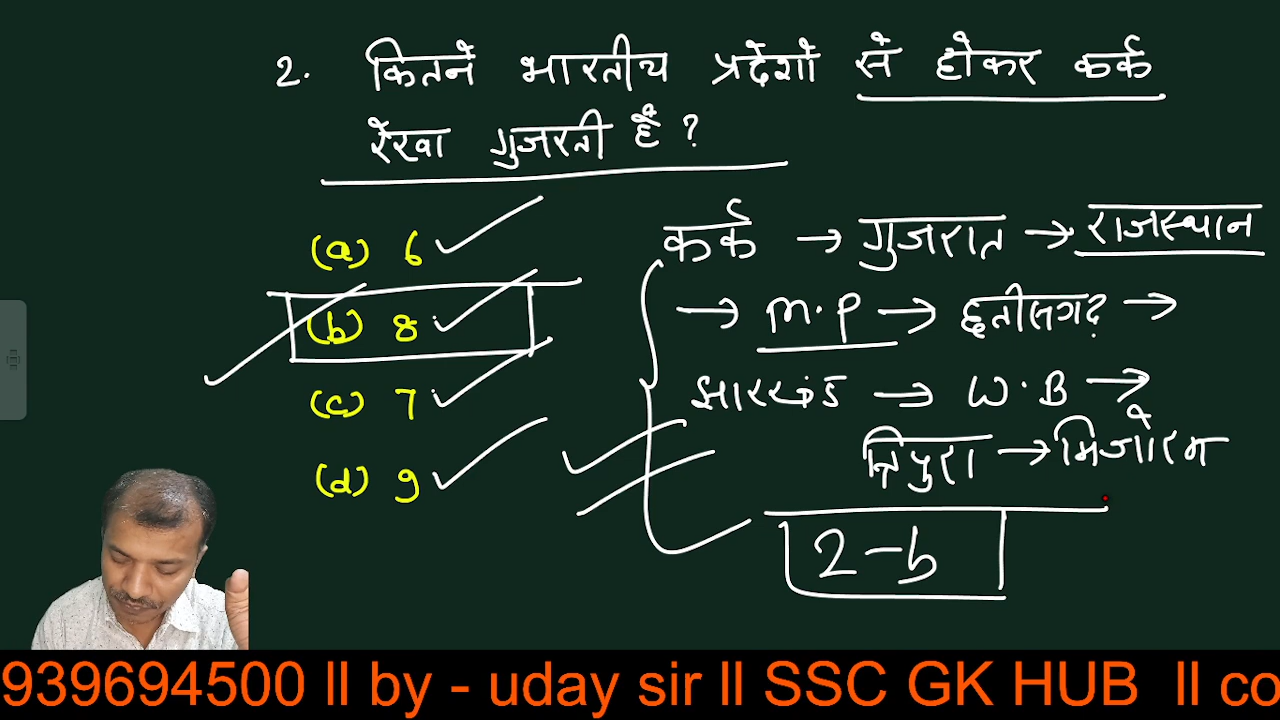 2. कितने भारतीय प्रदेशों से होकर कर्क
रेखा गुजरती हैं ?
(a) 6
(b) 8
(c) 7
(d) 9
कर्क → गुजरात → राजस्थान
→ M.P → छत्तीसगढ़ →
झारखंड → W.B →
त्रिपुरा → मिजोरम
2-b
939694500 ll by - uday sir ll SSC GK HUB ll co